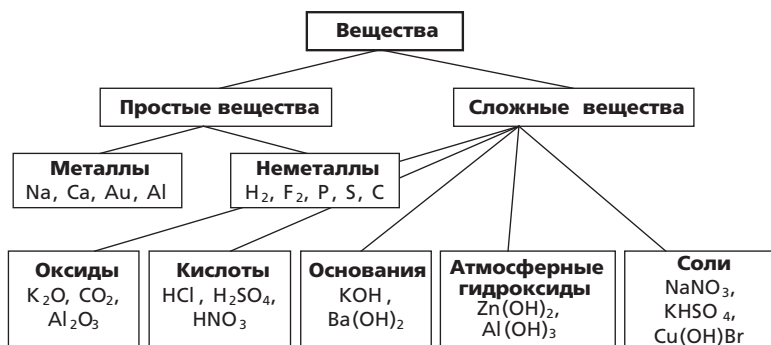 Вещества
Простые вещества
Сложные вещества
Металлы
Na, Ca, Au, Al
Неметаллы
H₂, F₂, P, S, C
Оксиды
K₂O, CO₂,
Al₂O₃
Кислоты
HCl, H₂SO₄,
HNO₃
Основания
KOH,
Ba(OH)₂
Атмосферные
гидроксиды
Zn(OH)₂,
Al(OH)₃
Соли
NaNO₃,
KHSO₄,
Cu(OH)Br